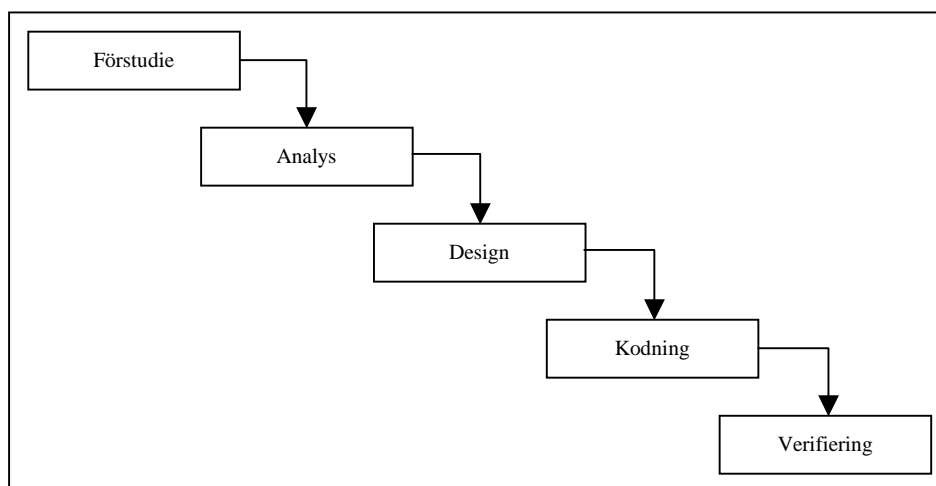 Förstudie
Analys
Design
Kodning
Verifiering